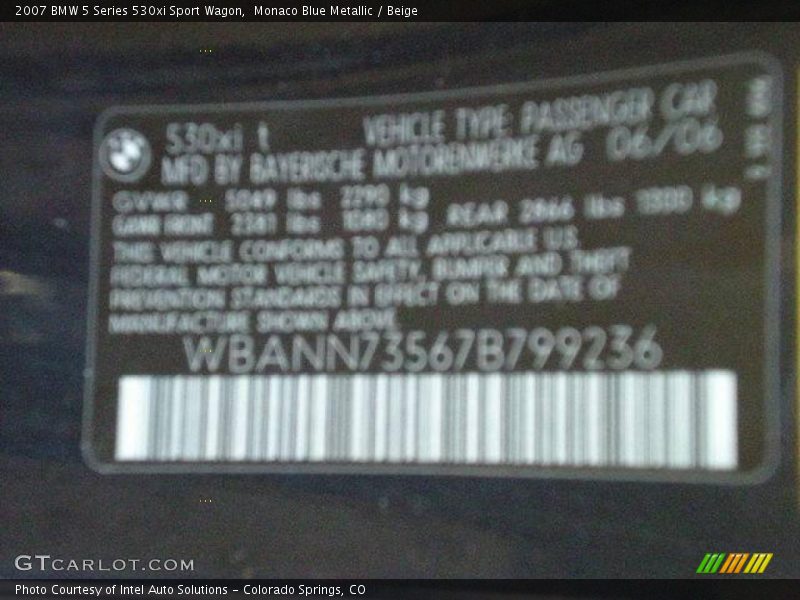 2007 BMW 5 Series 530xi Sport Wagon, Monaco Blue Metallic / Beige
530xi t VEHICLE TYPE: PASSENGER CAR
MFD BY BAYERISCHE MOTORENWERKE AG 06/06
GVWR 5049 lbs 2290 kg
GAWR FRONT 2381 lbs 1080 kg REAR 2866 lbs 1300 kg
THIS VEHICLE CONFORMS TO ALL APPLICABLE U.S.
FEDERAL MOTOR VEHICLE SAFETY, BUMPER AND THEFT
PREVENTION STANDARDS IN EFFECT ON THE DATE OF
MANUFACTURE SHOWN ABOVE.
WBANN73567B799236
GTCARLOT.COM
Photo Courtesy of Intel Auto Solutions – Colorado Springs, CO